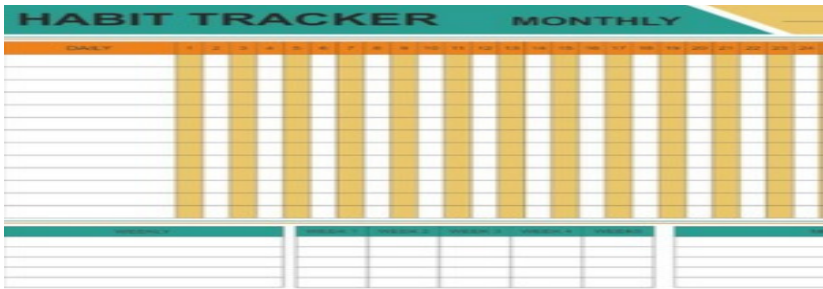 HABIT TRACKER MONTHLY
DAILY 1 2 3 4 5 6 7 8 9 10 11 12 13 14 15 16 17 18 19 20 21 22 23 24
WEEKLY WEEK 1 WEEK 2 WEEK 3 WEEK 4 WEEK5